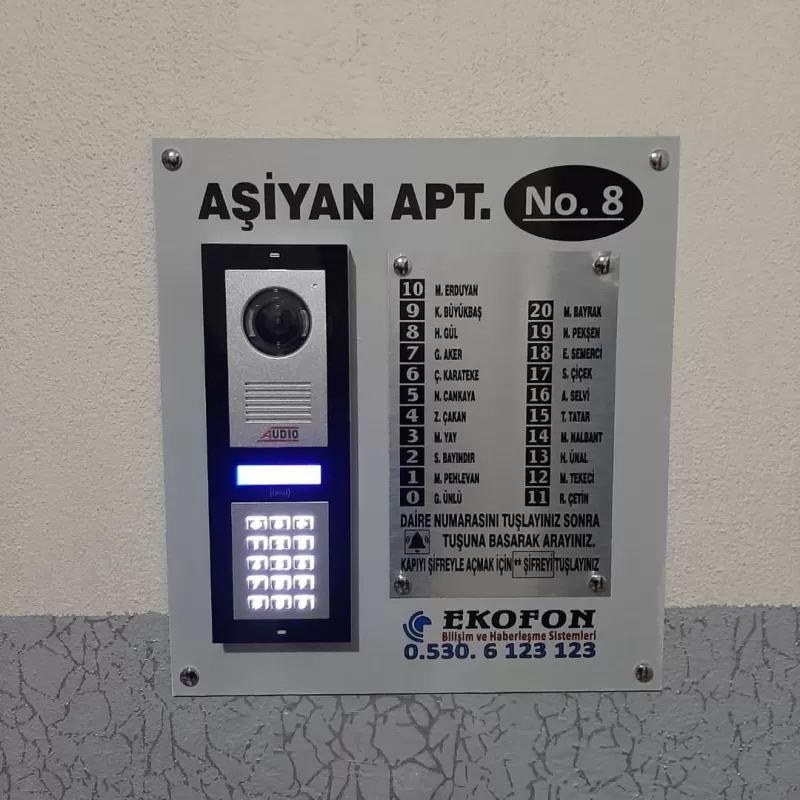 AŞİYAN APT. No. 8
10 M. ERDUYAN
9 K. BÜYÜKBAŞ
8 H. GÜL
7 G. AKER
6 Ç. KARATEKE
5 N. CANKAYA
4 Z. ÇAKAN
3 M. YAY
2 S. BAYINDIR
1 M. PEHLEVAN
0 G. ÜNLÜ
20 M. BAYRAK
19 N. PEKŞEN
18 E. SEMERCİ
17 S. ÇİÇEK
16 A. SELVİ
15 T. TATAR
14 M. NALBANT
13 H. ÜNAL
12 M. TEKECİ
11 R. ÇETİN
DAİRE NUMARASINI TUŞLAYINIZ SONRA
TUŞUNA BASARAK ARAYINIZ.
KAPIYI ŞİFREYLE AÇMAK İÇİN ** ŞİFREYİ TUŞLAYINIZ
AUDIO
EKOFON
Bilişim ve Haberleşme Sistemleri
0.530. 6 123 123